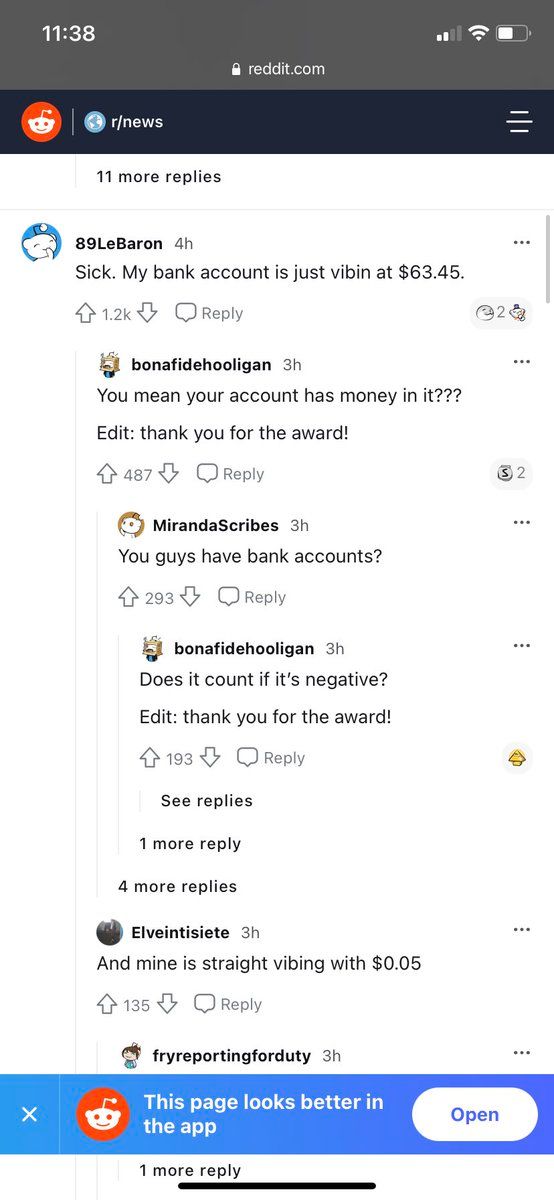 11:38
reddit.com
r/news
11 more replies
89LeBaron 4h
Sick. My bank account is just vibin at $63.45.
1.2k Reply 2
bonafidehooligan 3h
You mean your account has money in it???
Edit: thank you for the award!
487 Reply S 2
MirandaScribes 3h
You guys have bank accounts?
293 Reply
bonafidehooligan 3h
Does it count if it’s negative?
Edit: thank you for the award!
193 Reply
See replies
1 more reply
4 more replies
Elveintisiete 3h
And mine is straight vibing with $0.05
135 Reply
fryreportingforduty 3h
This page looks better in
the app
Open
1 more reply